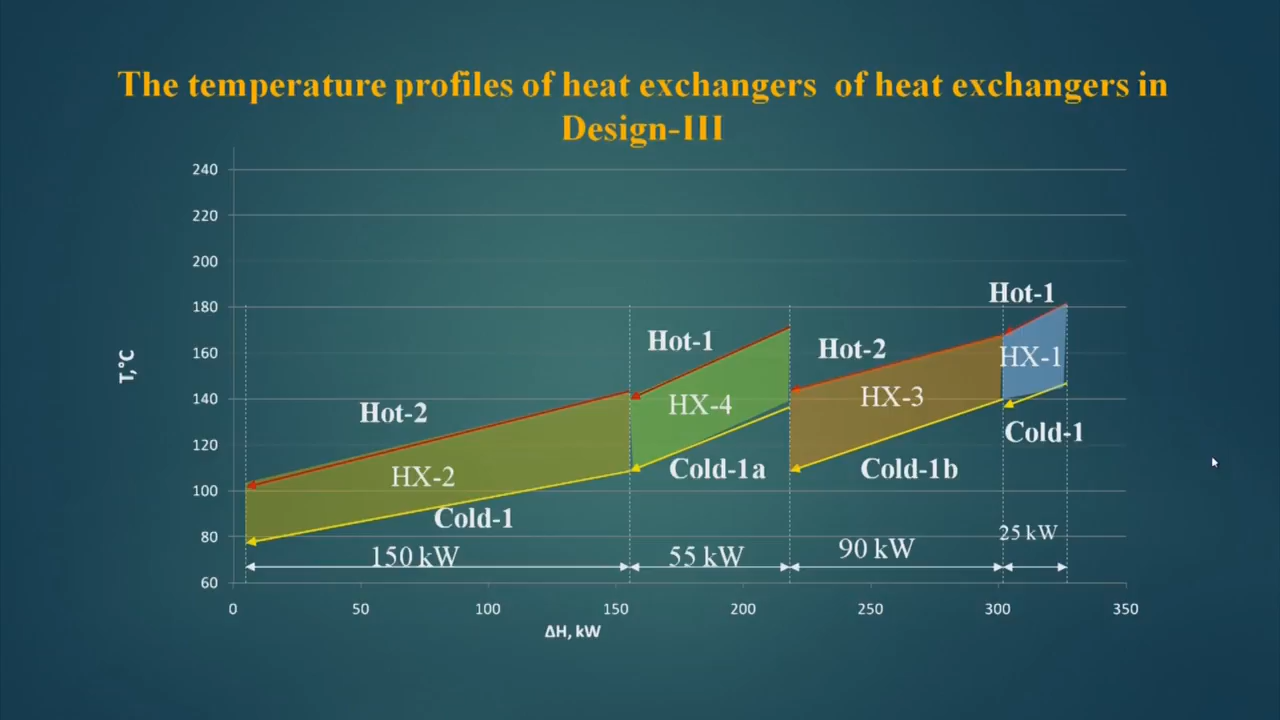 The temperature profiles of heat exchangers of heat exchangers in
Design-III
240
220
200
180
160
140
120
100
80
60
T,°C
Hot-1
Hot-1
Hot-2
HX-1
HX-3
HX-4
Hot-2
Cold-1
HX-2
Cold-1a
Cold-1b
Cold-1
25 kW
90 kW
150 kW
55 kW
0
50
100
150
200
250
300
350
ΔH, kW